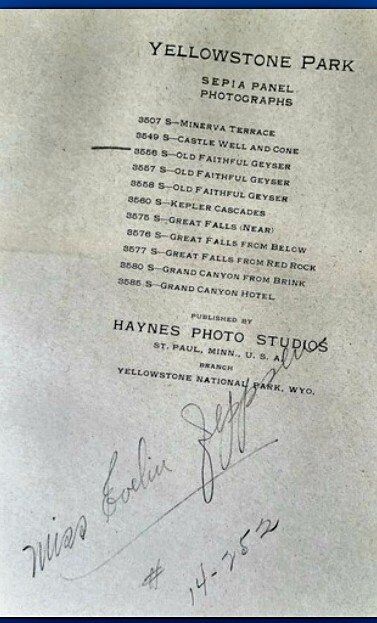 YELLOWSTONE PARK
SEPIA PANEL
PHOTOGRAPHS
3507 S—MINERVA TERRACE
3549 S—CASTLE WELL AND CONE
3556 S—OLD FAITHFUL GEYSER
3557 S—OLD FAITHFUL GEYSER
3558 S—OLD FAITHFUL GEYSER
3560 S—KEPLER CASCADES
3575 S—GREAT FALLS (NEAR)
3576 S—GREAT FALLS FROM BELOW
3577 S—GREAT FALLS FROM RED ROCK
3580 S—GRAND CANYON FROM BRINK
3585 S—GRAND CANYON HOTEL
PUBLISHED BY
HAYNES PHOTO STUDIOS
ST. PAUL, MINN., U. S. A.
BRANCH
YELLOWSTONE NATIONAL PARK, WYO.
Miss Evelin Jeppsen
# 14-252